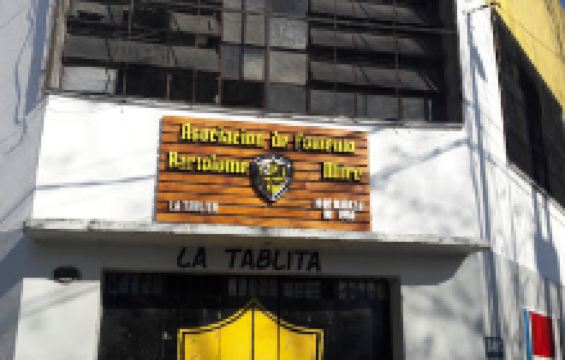 Asociacion de Fomento
Bartolome Mitre
LA TABLITA
LA TABLITA